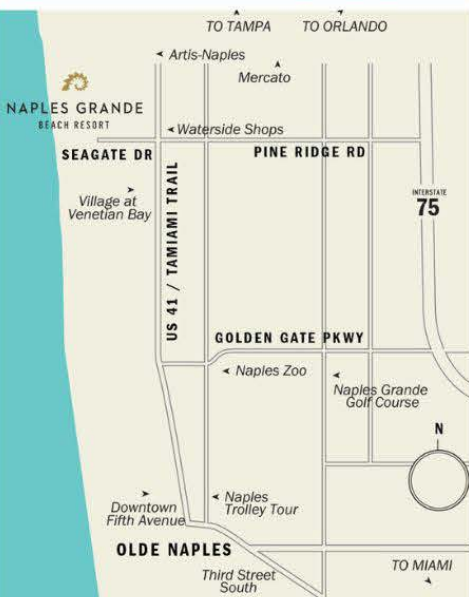 TO TAMPA
TO ORLANDO
Artis-Naples
Mercato
NAPLES GRANDE
BEACH RESORT
Waterside Shops
SEAGATE DR
PINE RIDGE RD
Village at
Venetian Bay
US 41 / TAMIAMI TRAIL
INTERSTATE
75
GOLDEN GATE PKWY
Naples Zoo
Naples Grande
Golf Course
N
Downtown
Fifth Avenue
Naples
Trolley Tour
OLDE NAPLES
Third Street
South
TO MIAMI